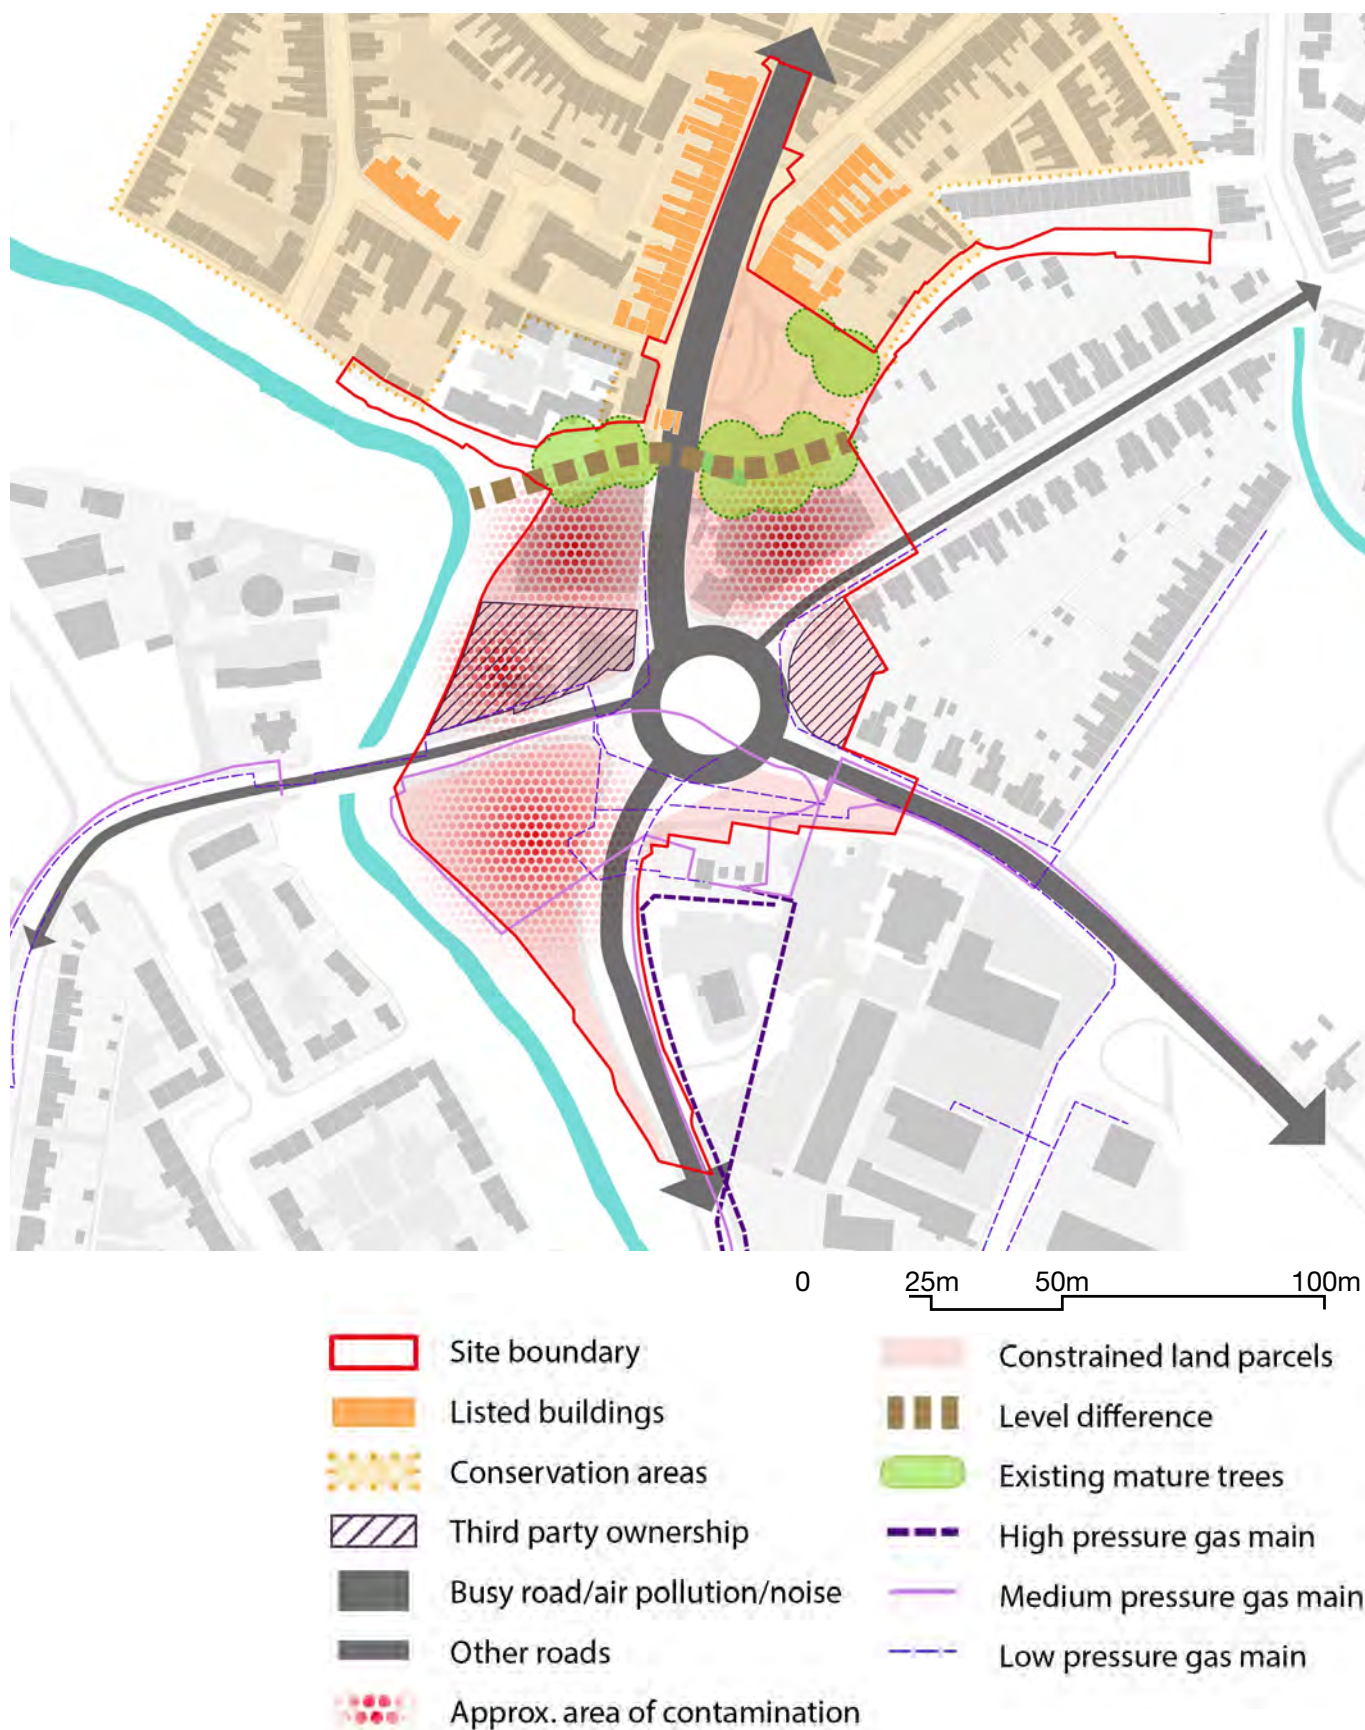 0 25m 50m 100m
Site boundary
Listed buildings
Conservation areas
Third party ownership
Busy road/air pollution/noise
Other roads
Approx. area of contamination
Constrained land parcels
Level difference
Existing mature trees
High pressure gas main
Medium pressure gas main
Low pressure gas main